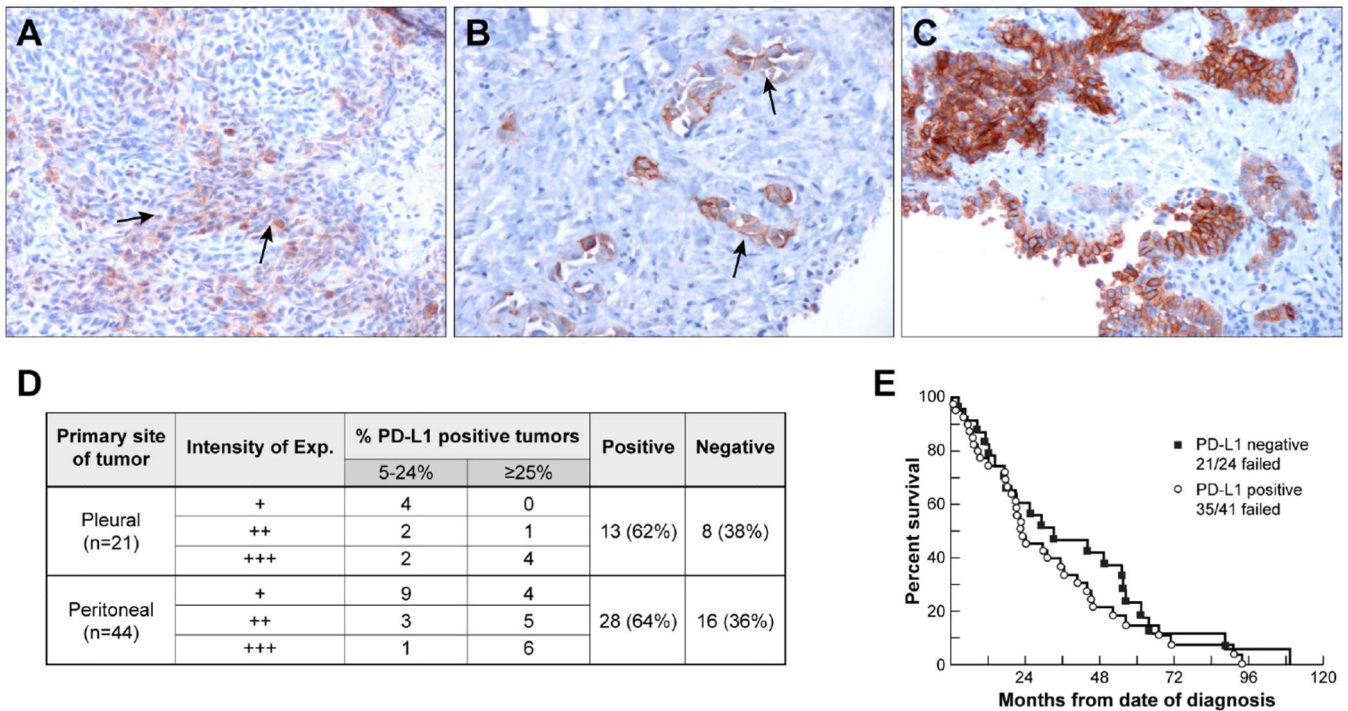 A
B
C
D
Primary site of tumor Intensity of Exp. % PD-L1 positive tumors Positive Negative
5-24% ≥25%
Pleural (n=21) + 4 0 13 (62%) 8 (38%)
++ 2 1
+++ 2 4
Peritoneal (n=44) + 9 4 28 (64%) 16 (36%)
++ 3 5
+++ 1 6
E
Percent survival
100
80
60
40
20
0
24 48 72 96 120
Months from date of diagnosis
PD-L1 negative
21/24 failed
PD-L1 positive
35/41 failed